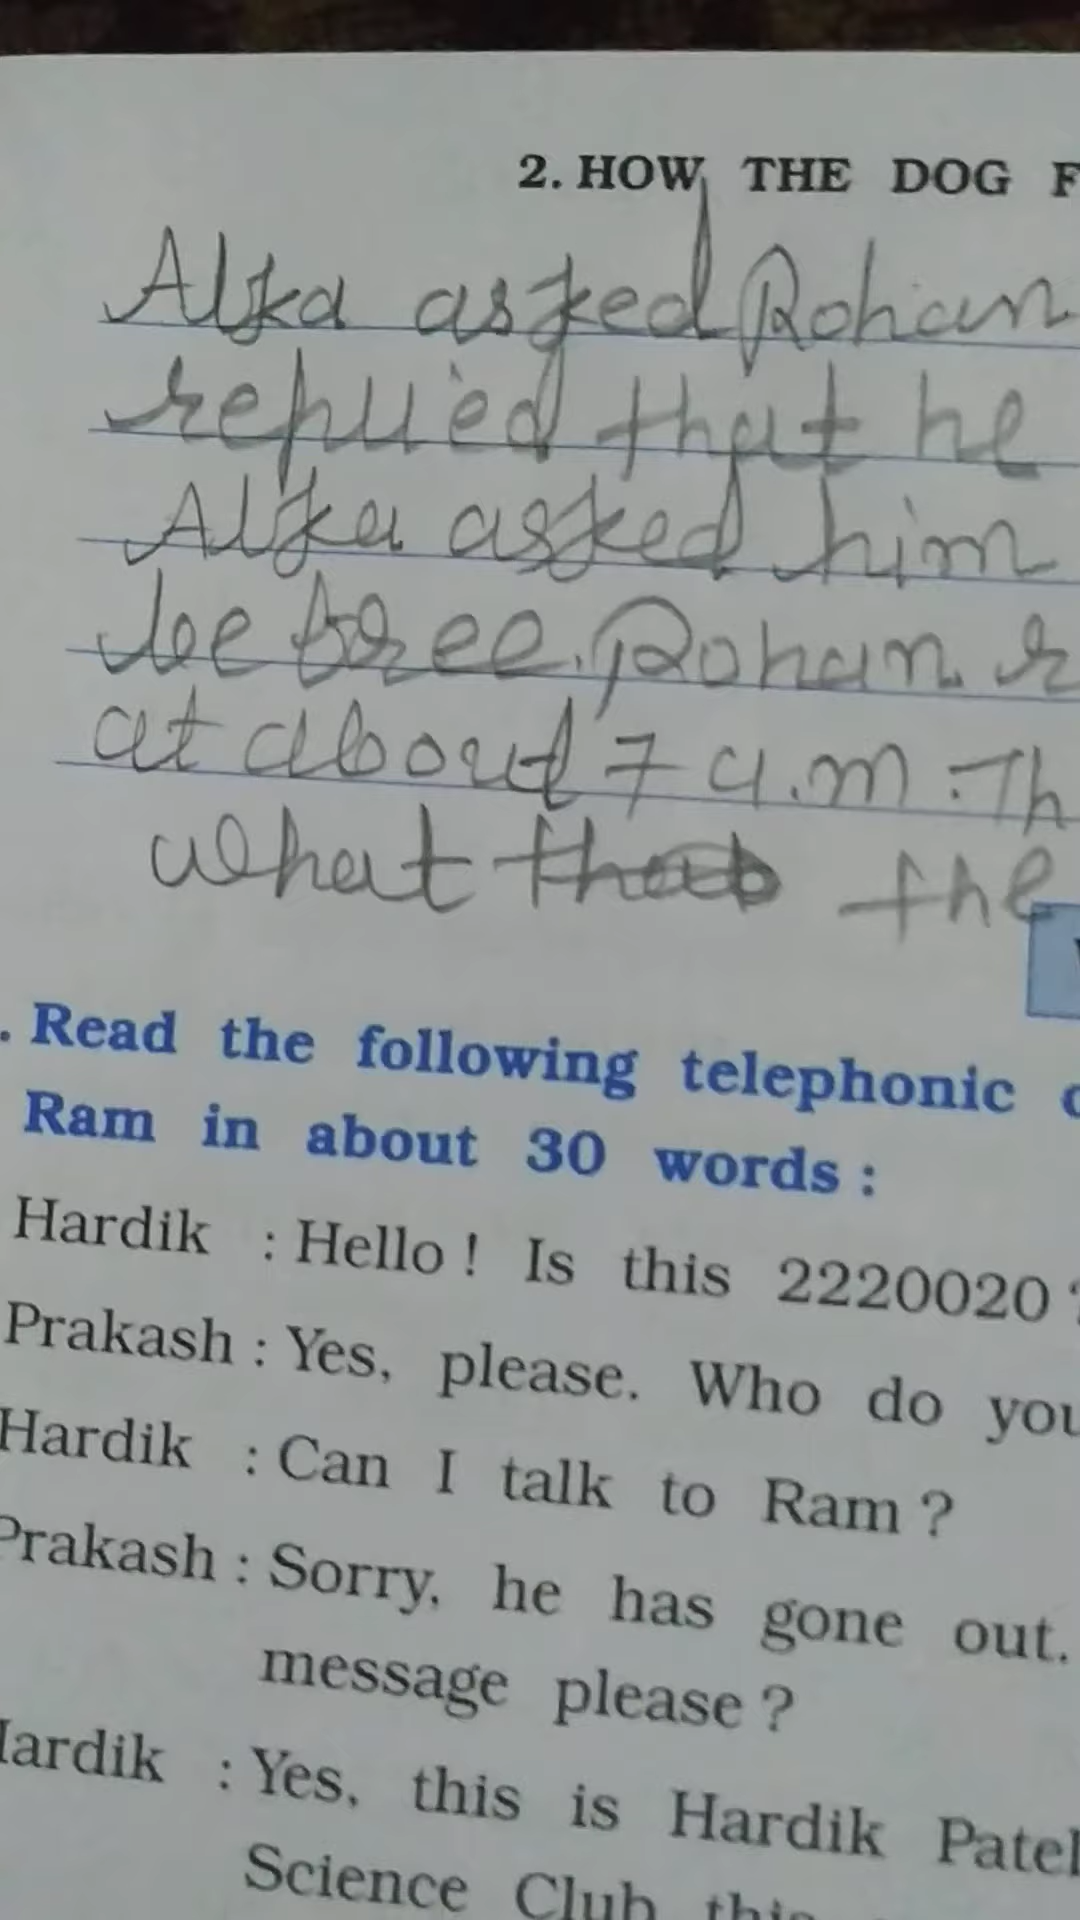 2. HOW THE DOG F
Alka asked Rohan
replied that he
Alka asked him
be free. Rohan r
at about 7 a.m. Th
what that the
. Read the following telephonic c
Ram in about 30 words :
Hardik : Hello ! Is this 2220020 ?
Prakash : Yes, please. Who do you
Hardik : Can I talk to Ram ?
Prakash : Sorry, he has gone out.
message please ?
Hardik : Yes, this is Hardik Patel
Science Club this